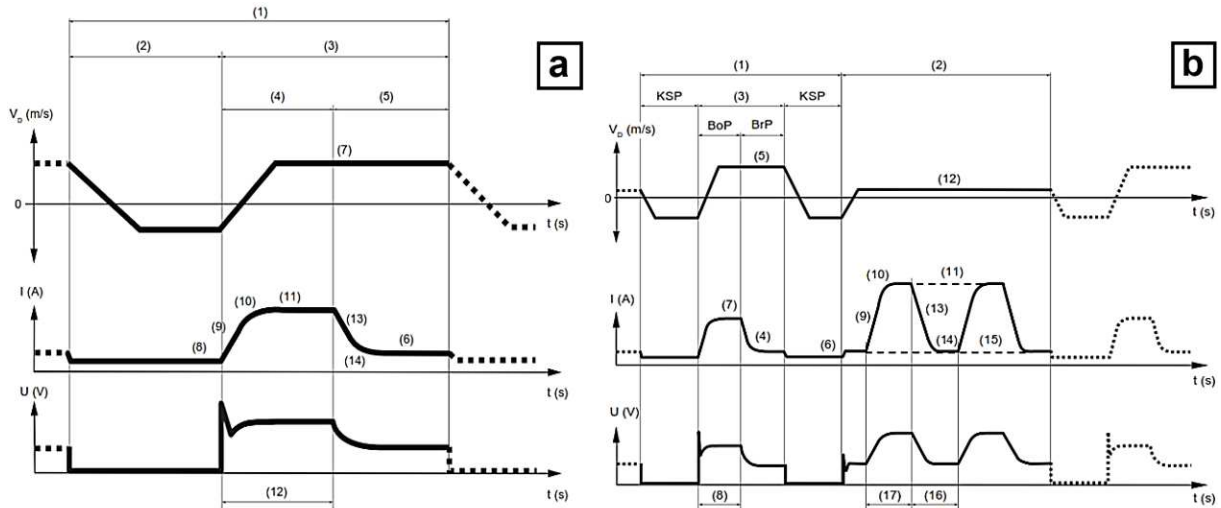 (1)
(2) (3)
a
(4) (5)
V_D (m/s)
(7)
0
t (s)
I (A)
(10) (11)
(9) (13)
(8) (6)
(14)
t (s)
U (V)
t (s)
(12)
b
(1) (2)
KSP (3) KSP
BoP BrP
V_D (m/s)
(5)
(12)
0
t (s)
I (A)
(10) (11)
(7) (9) (13)
(4) (6) (14) (15)
t (s)
U (V)
t (s)
(8) (17) (16)